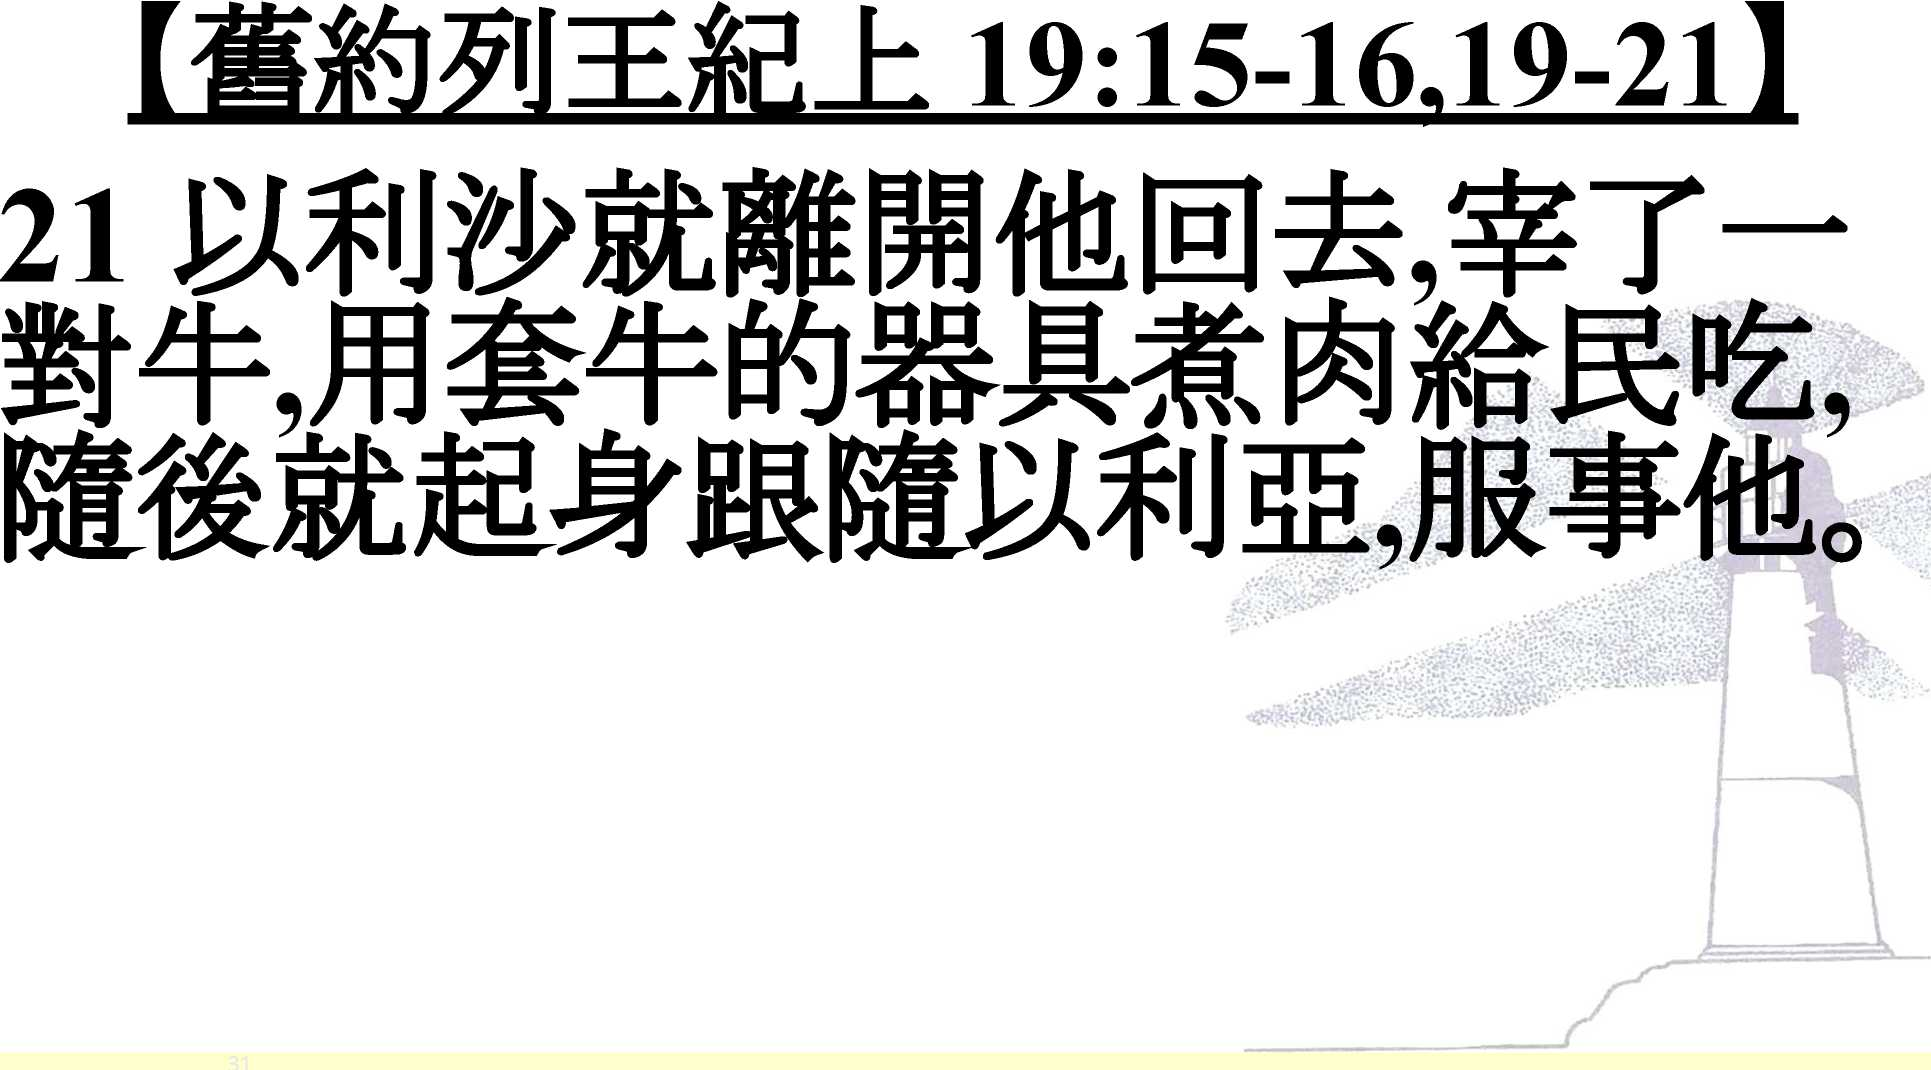 【舊約列王紀上 19:15-16,19-21】
21 以利沙就離開他回去,宰了一
對牛,用套牛的器具煮肉給民吃,
隨後就起身跟隨以利亞,服事他。
31